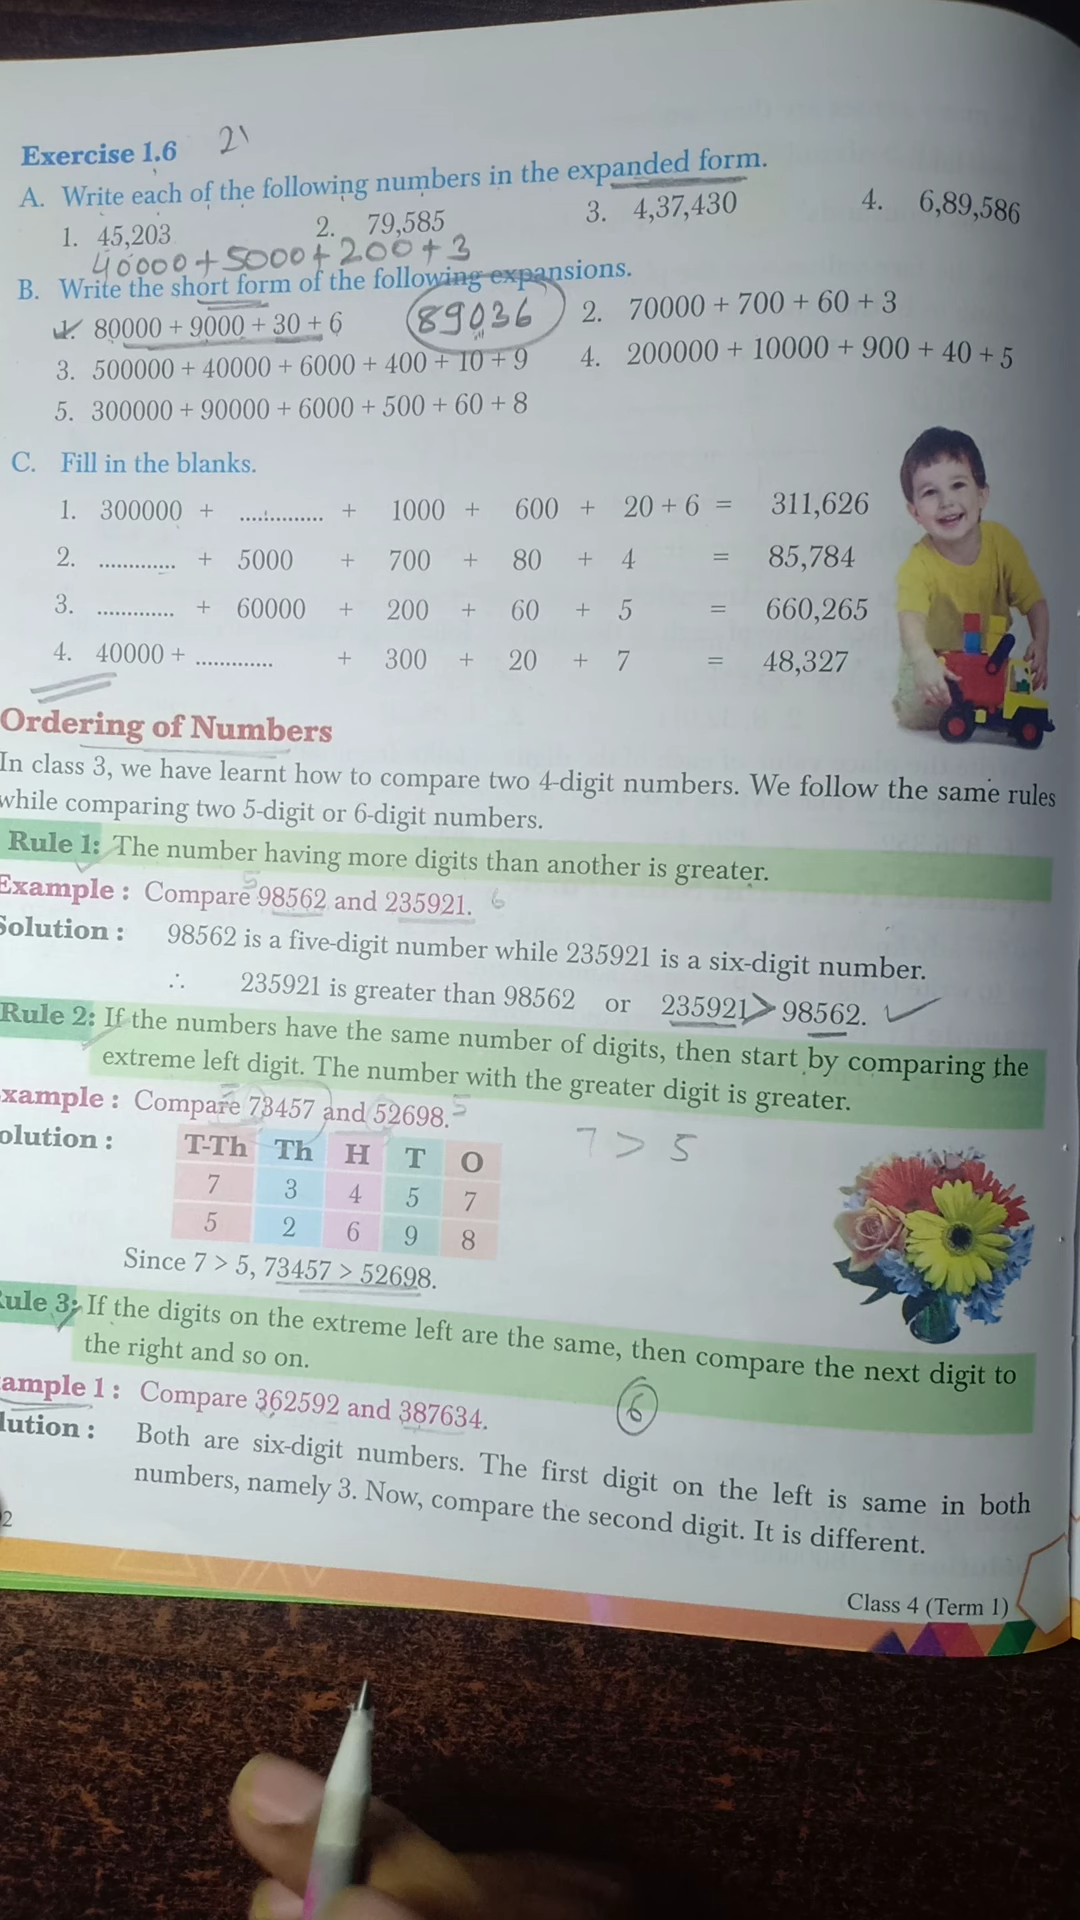 Exercise 1.6 21
A. Write each of the following numbers in the expanded form.
1. 45,203 2. 79,585 3. 4,37,430 4. 6,89,586
40000+5000+200+3
B. Write the short form of the following expansions.
1. 80000 + 9000 + 30 + 6 89036 2. 70000 + 700 + 60 + 3
3. 500000 + 40000 + 6000 + 400 + 10 + 9 4. 200000 + 10000 + 900 + 40 + 5
5. 300000 + 90000 + 6000 + 500 + 60 + 8
C. Fill in the blanks.
1. 300000 + .............. + 1000 + 600 + 20 + 6 = 311,626
2. ............. + 5000 + 700 + 80 + 4 = 85,784
3. ............. + 60000 + 200 + 60 + 5 = 660,265
4. 40000 + ............. + 300 + 20 + 7 = 48,327
Ordering of Numbers
In class 3, we have learnt how to compare two 4-digit numbers. We follow the same rules
while comparing two 5-digit or 6-digit numbers.
Rule 1: The number having more digits than another is greater.
Example : Compare 98562 and 235921. 5 6
Solution : 98562 is a five-digit number while 235921 is a six-digit number.
∴ 235921 is greater than 98562 or 235921 > 98562.
Rule 2: If the numbers have the same number of digits, then start by comparing the
extreme left digit. The number with the greater digit is greater.
xample : Compare 73457 and 52698. 5 5
olution : 7 > 5
T-Th Th H T O
7 3 4 5 7
5 2 6 9 8
Since 7 > 5, 73457 > 52698.
Rule 3: If the digits on the extreme left are the same, then compare the next digit to
the right and so on.
ample 1 : Compare 362592 and 387634. 6
lution : Both are six-digit numbers. The first digit on the left is same in both
numbers, namely 3. Now, compare the second digit. It is different.
2
Class 4 (Term 1)